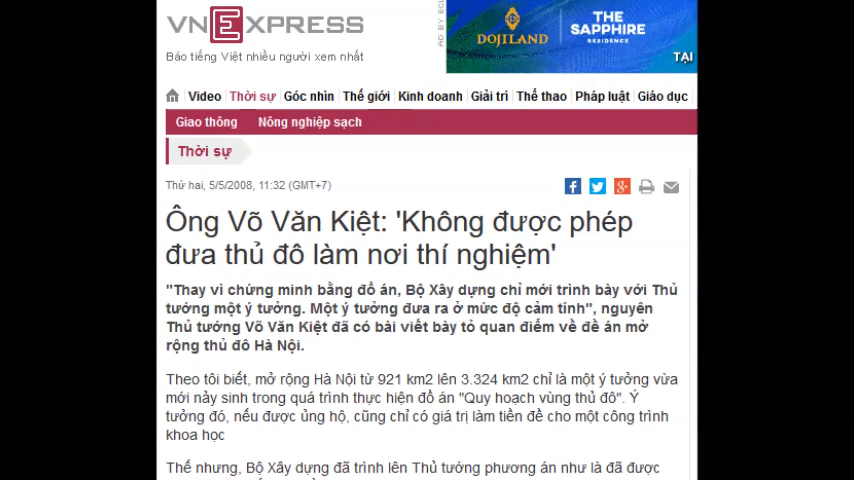 VNEXPRESS
Báo tiếng Việt nhiều người xem nhất
AD BY
DOJILAND
THE
SAPPHIRE
RESIDENCE
TẠI
Video Thời sự Góc nhìn Thế giới Kinh doanh Giải trí Thể thao Pháp luật Giáo dục
Giao thông Nông nghiệp sạch
Thời sự
Thứ hai, 5/5/2008, 11:32 (GMT+7)
Ông Võ Văn Kiệt: 'Không được phép
đưa thủ đô làm nơi thí nghiệm'
"Thay vì chứng minh bằng đồ án, Bộ Xây dựng chỉ mới trình bày với Thủ
tướng một ý tưởng. Một ý tưởng đưa ra ở mức độ cảm tính", nguyên
Thủ tướng Võ Văn Kiệt đã có bài viết bày tỏ quan điểm về đề án mở
rộng thủ đô Hà Nội.
Theo tôi biết, mở rộng Hà Nội từ 921 km2 lên 3.324 km2 chỉ là một ý tưởng vừa
mới nảy sinh trong quá trình thực hiện đồ án "Quy hoạch vùng thủ đô". Ý
tưởng đó, nếu được ủng hộ, cũng chỉ có giá trị làm tiền đề cho một công trình
khoa học
Thế nhưng, Bộ Xây dựng đã trình lên Thủ tướng phương án như là đã được